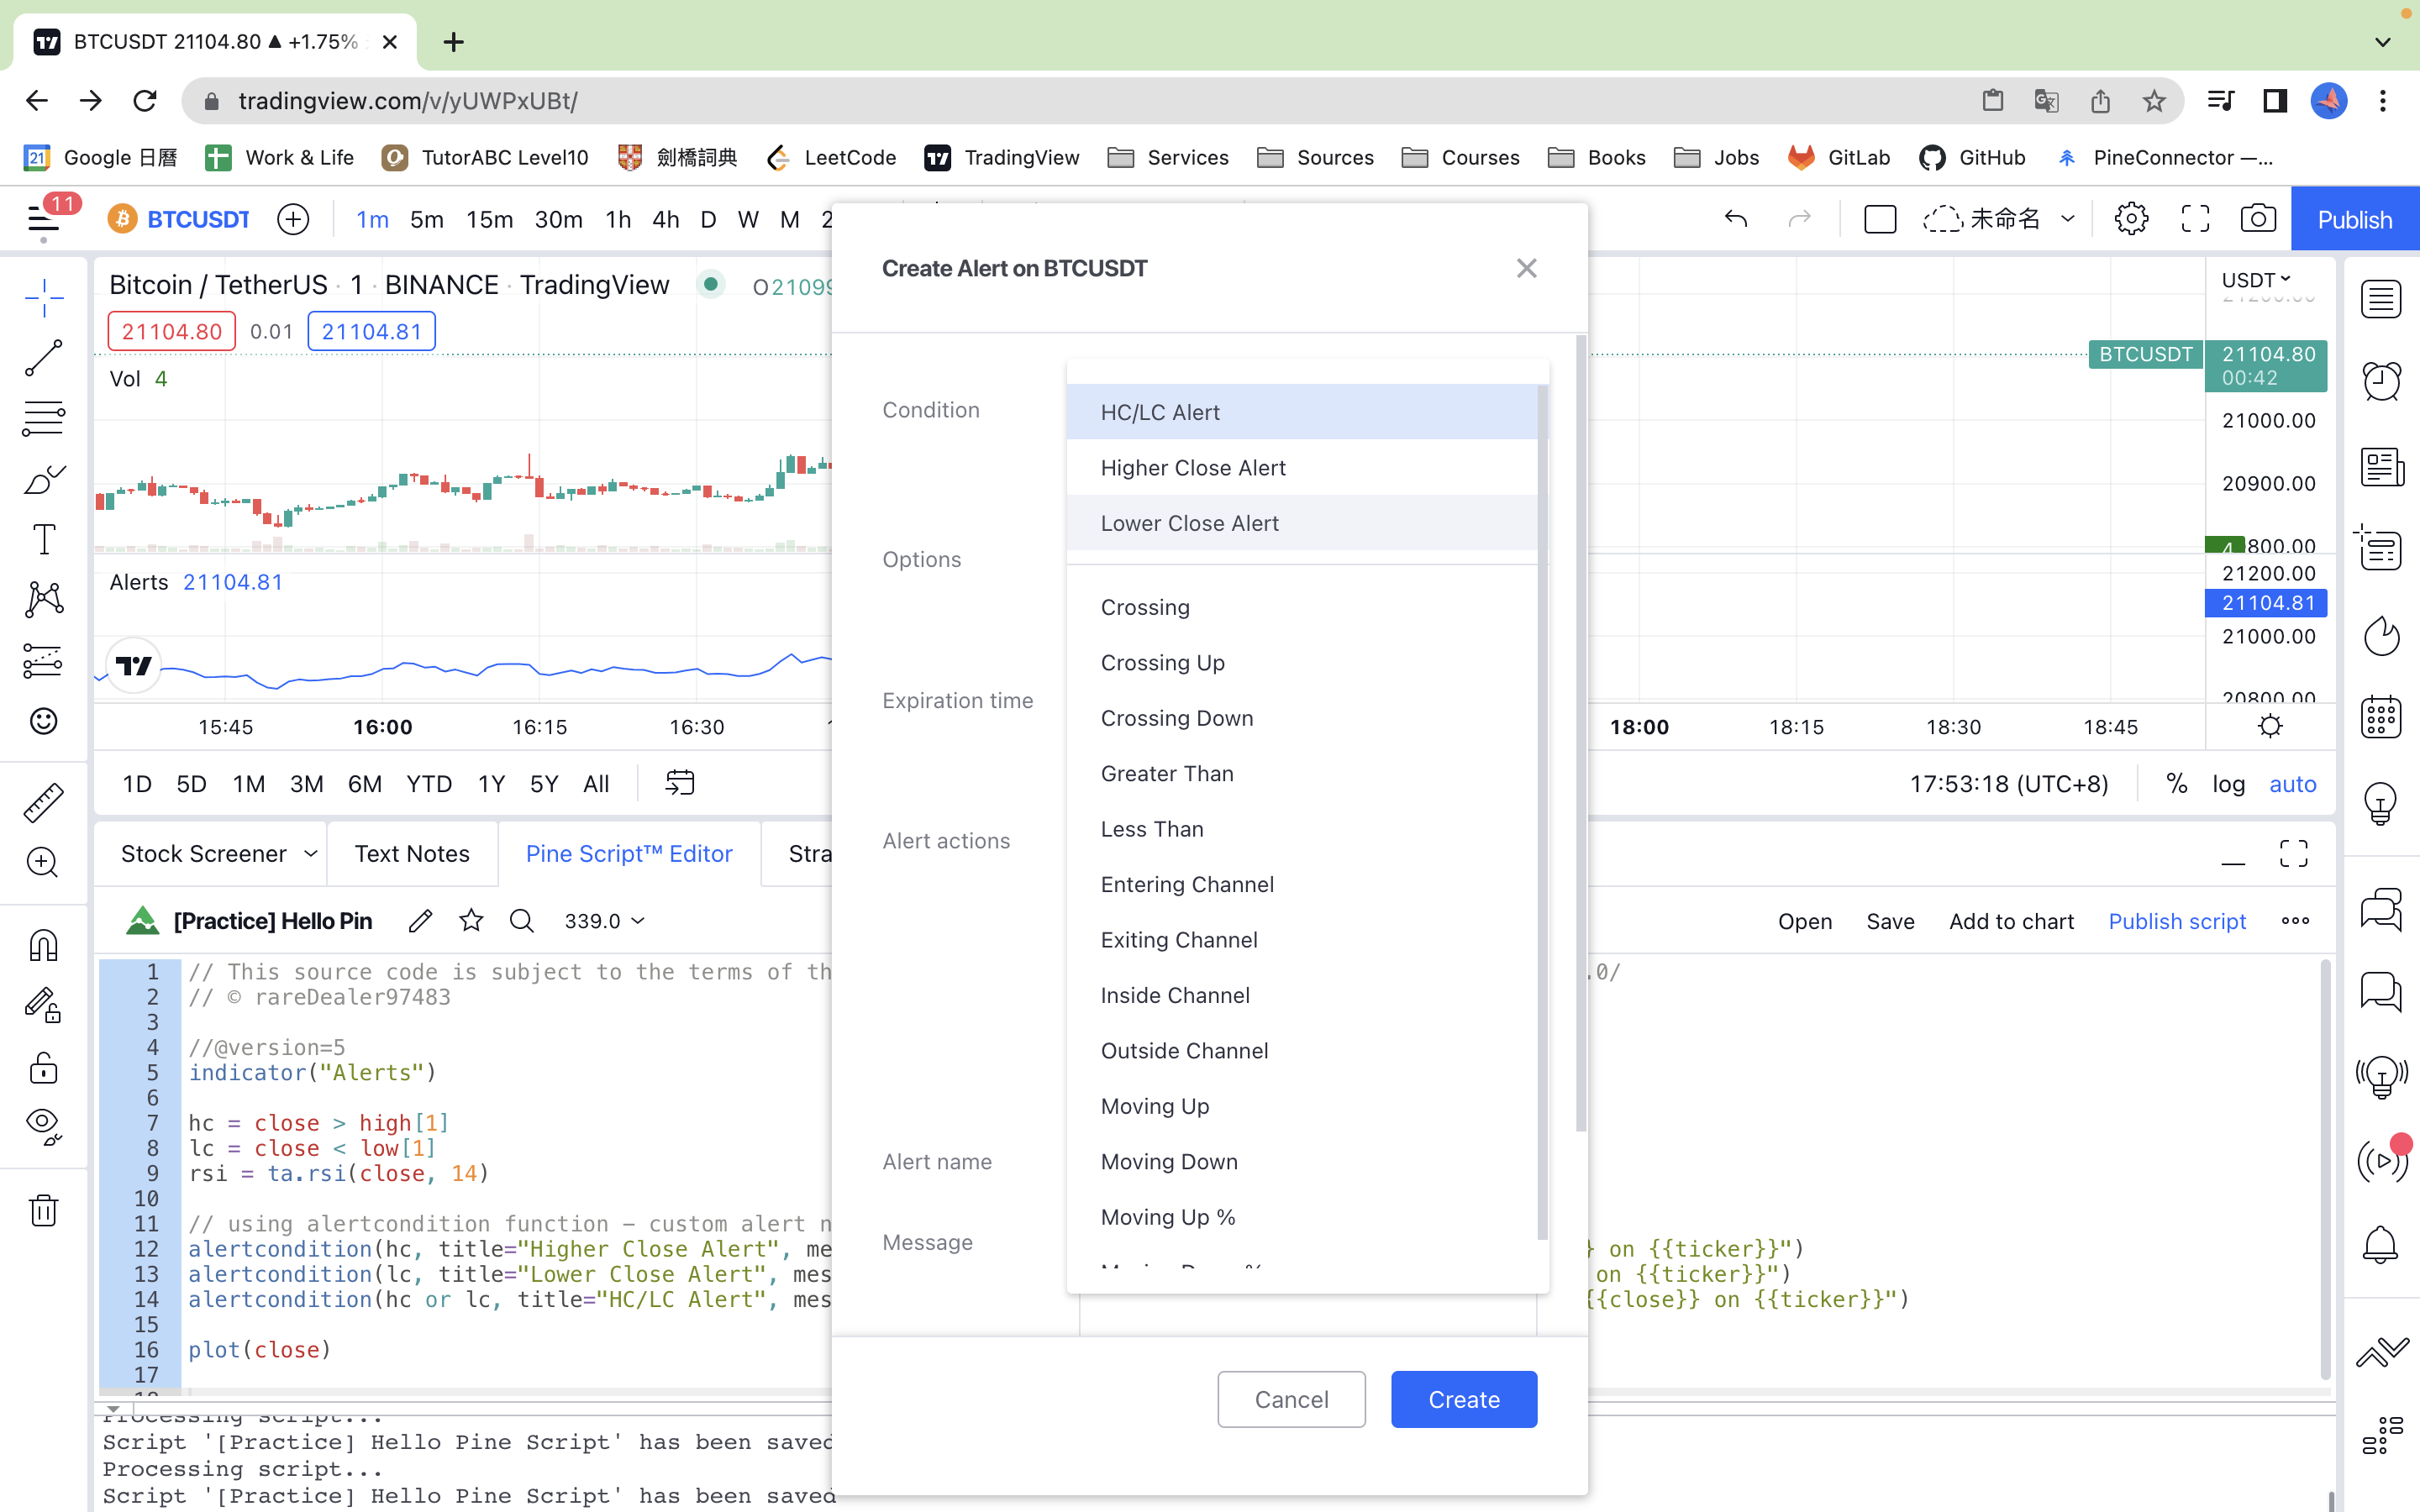 BTCUSDT 21104.80 ▲ +1.75%
tradingview.com/v/yUWPxUBt/
21 Google 日曆 Work & Life TutorABC Level10 劍橋詞典 LeetCode TradingView Services Sources Courses Books Jobs GitLab GitHub PineConnector —...
11 BTCUSDT 1m 5m 15m 30m 1h 4h D W M 2 未命名 Publish
Create Alert on BTCUSDT
Bitcoin / TetherUS · 1 · BINANCE · TradingView O21099 USDT
21104.80 0.01 21104.81
BTCUSDT 21104.80
00:42
Vol 4
21000.00
20900.00
4 800.00
Alerts 21104.81
21200.00
21104.81
21000.00
20800.00
15:45 16:00 16:15 16:30 18:00 18:15 18:30 18:45
1D 5D 1M 3M 6M YTD 1Y 5Y All 17:53:18 (UTC+8) % log auto
Condition
HC/LC Alert
Higher Close Alert
Lower Close Alert
Options
Crossing
Crossing Up
Expiration time
Crossing Down
Greater Than
Less Than
Alert actions
Entering Channel
Exiting Channel
Inside Channel
Outside Channel
Moving Up
Moving Down
Alert name
Moving Up %
Message
Cancel Create
Stock Screener Text Notes Pine Script™ Editor Stra
[Practice] Hello Pin 339.0 Open Save Add to chart Publish script
1 // This source code is subject to the terms of th .0/
2 // © rareDealer97483
3
4 //@version=5
5 indicator("Alerts")
6
7 hc = close > high[1]
8 lc = close < low[1]
9 rsi = ta.rsi(close, 14)
10
11 // using alertcondition function – custom alert n
12 alertcondition(hc, title="Higher Close Alert", me } on {{ticker}}")
13 alertcondition(lc, title="Lower Close Alert", mes on {{ticker}}")
14 alertcondition(hc or lc, title="HC/LC Alert", mes {{close}} on {{ticker}}")
15
16 plot(close)
17
Processing script...
Script '[Practice] Hello Pine Script' has been saved
Processing script...
Script '[Practice] Hello Pine Script' has been saved